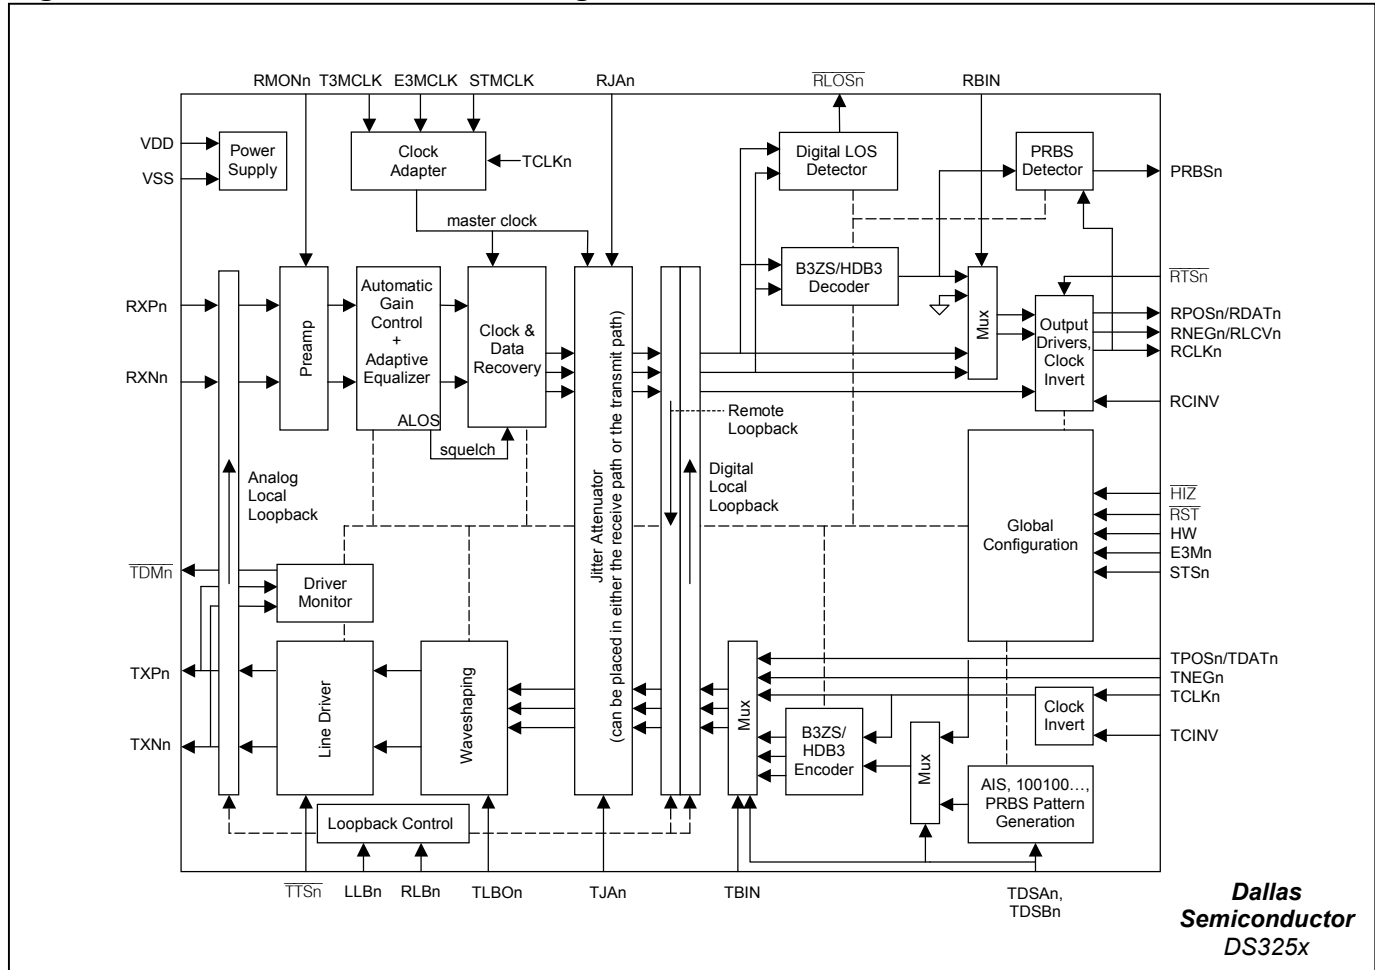 RMONn T3MCLK E3MCLK STMCLK RJAn RLOSn RBIN
VDD
VSS
Power
Supply
Clock
Adapter
TCLKn
Digital LOS
Detector
PRBS
Detector
PRBSn
master clock
RXPn
RXNn
Preamp
Automatic
Gain
Control
+
Adaptive
Equalizer
ALOS
squelch
Clock &
Data
Recovery
Jitter Attenuator
(can be placed in either the receive path or the transmit path)
B3ZS/HDB3
Decoder
Mux
Output
Drivers,
Clock
Invert
RTSn
RPOSn/RDATn
RNEGn/RLCVn
RCLKn
RCINV
Remote
Loopback
Analog
Local
Loopback
Digital
Local
Loopback
Global
Configuration
HIZ
RST
HW
E3Mn
STSn
TDMn
Driver
Monitor
TXPn
TXNn
Line Driver
Waveshaping
Mux
B3ZS/
HDB3
Encoder
Mux
Clock
Invert
TPOSn/TDATn
TNEGn
TCLKn
TCINV
AIS, 100100...,
PRBS Pattern
Generation
Loopback Control
TTSn LLBn RLBn TLBOn TJAn TBIN TDSAn,
TDSBn
Dallas
Semiconductor
DS325x